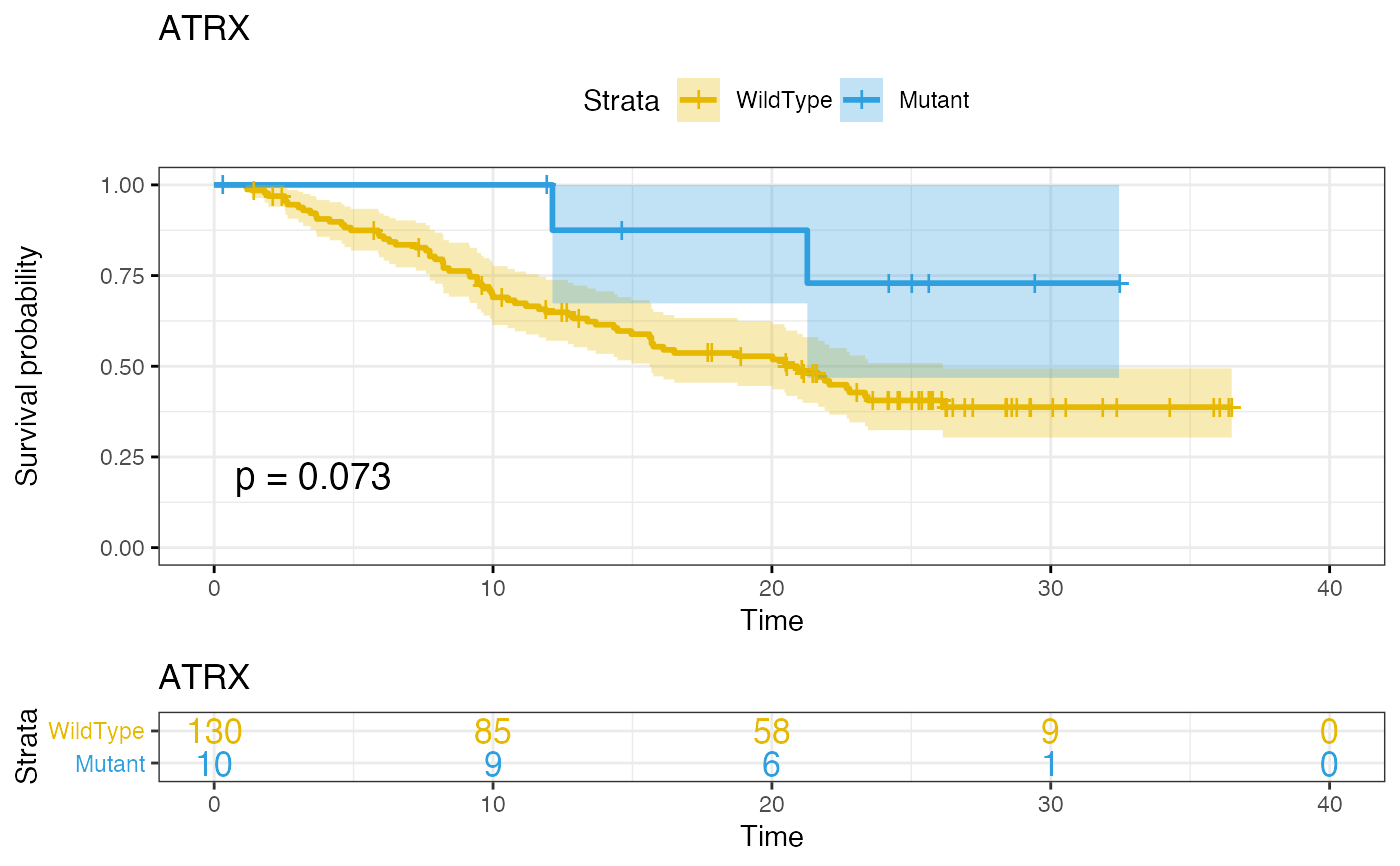 ATRX
Strata WildType Mutant
Survival probability
1.00
0.75
0.50
0.25
0.00
p = 0.073
0 10 20 30 40
Time
ATRX
Strata
WildType 130 85 58 9 0
Mutant 10 9 6 1 0
0 10 20 30 40
Time